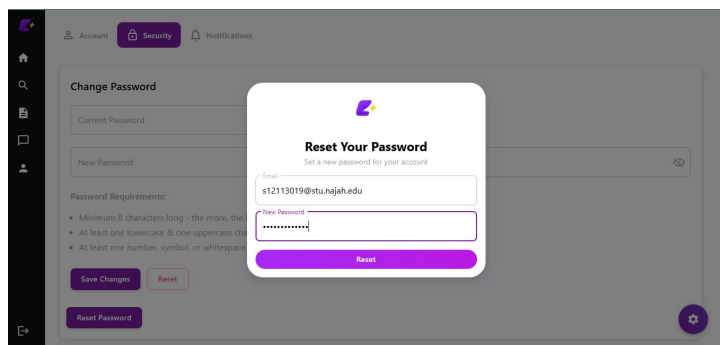 Account
Security
Notifications
Change Password
Current Password
New Password
Password Requirements:
Minimum 8 characters long - the more, the
At least one lowercase & one uppercase cha
At least one number, symbol, or whitespace
Save Changes
Reset
Reset Password
Reset Your Password
Set a new password for your account
Email
s12113019@stu.najah.edu
New Password
Reset